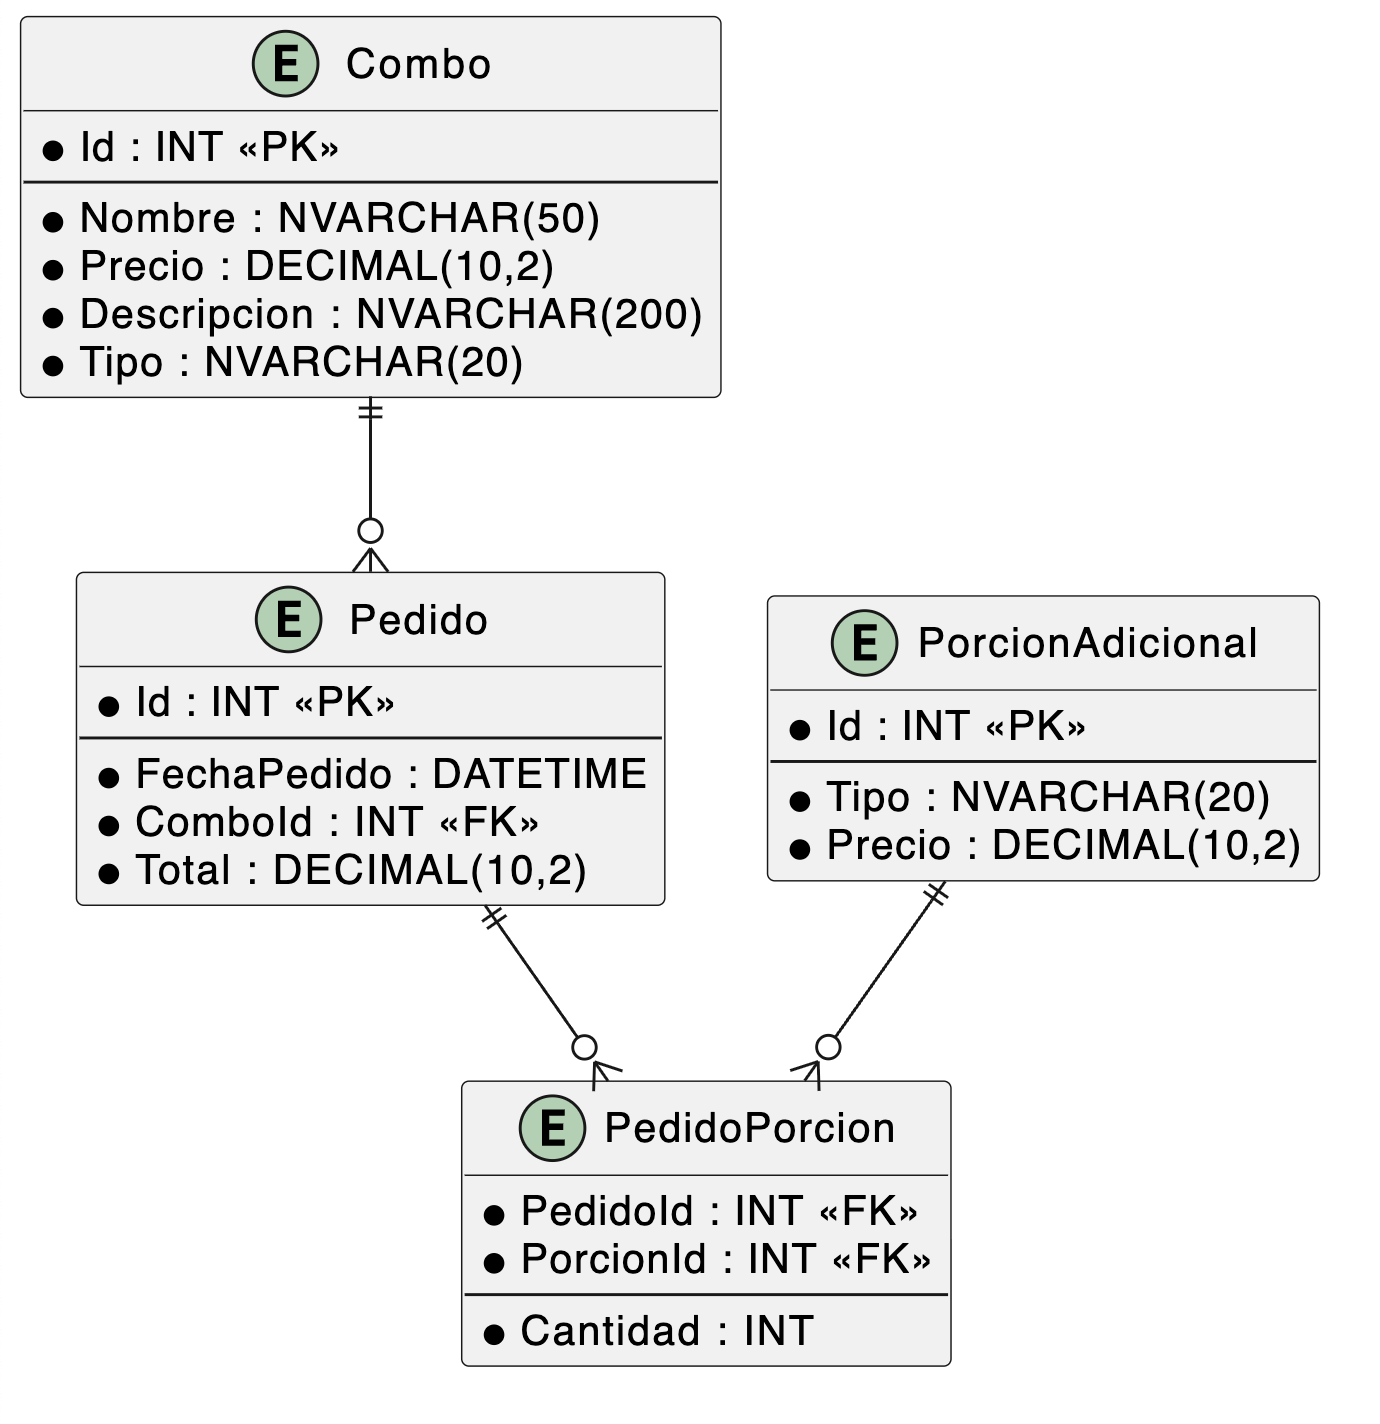 E Combo
Id : INT «PK»
Nombre : NVARCHAR(50)
Precio : DECIMAL(10,2)
Descripcion : NVARCHAR(200)
Tipo : NVARCHAR(20)
E Pedido
Id : INT «PK»
FechaPedido : DATETIME
ComboId : INT «FK»
Total : DECIMAL(10,2)
E PorcionAdicional
Id : INT «PK»
Tipo : NVARCHAR(20)
Precio : DECIMAL(10,2)
E PedidoPorcion
PedidoId : INT «FK»
PorcionId : INT «FK»
Cantidad : INT